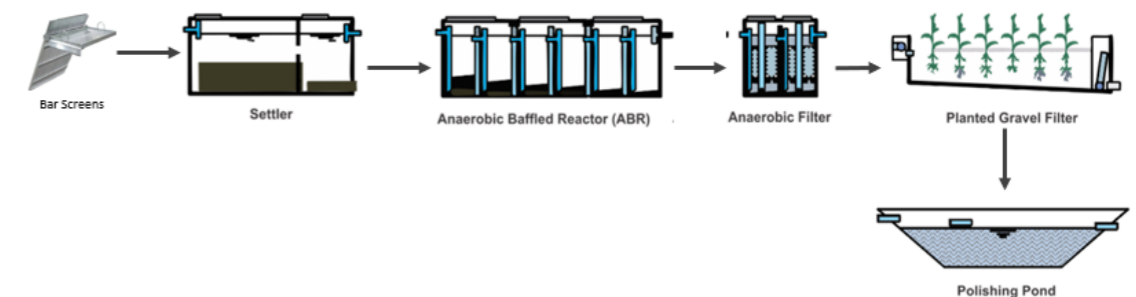 Bar Screens
Settler
Anaerobic Baffled Reactor (ABR)
Anaerobic Filter
Planted Gravel Filter
Polishing Pond